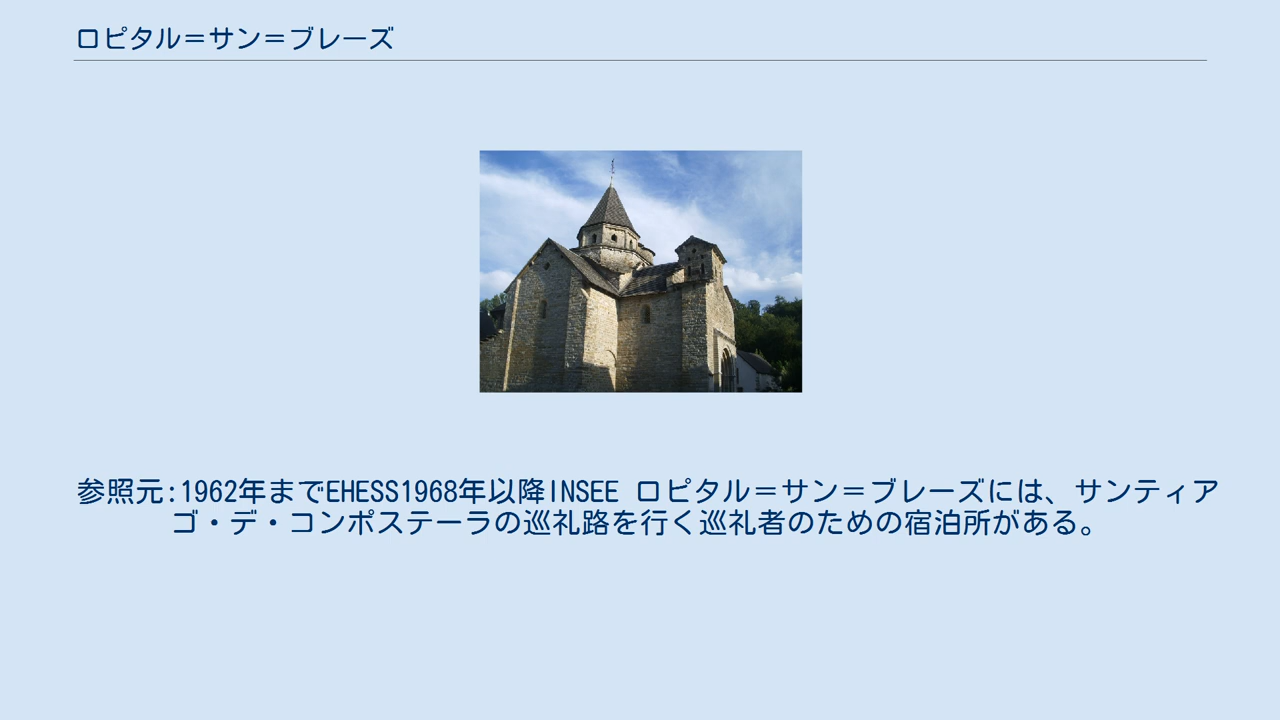 ロピタル＝サン＝ブレーズ
参照元:1962年までEHESS1968年以降INSEE ロピタル＝サン＝ブレーズには、サンティア
ゴ・デ・コンポステーラの巡礼路を行く巡礼者のための宿泊所がある。